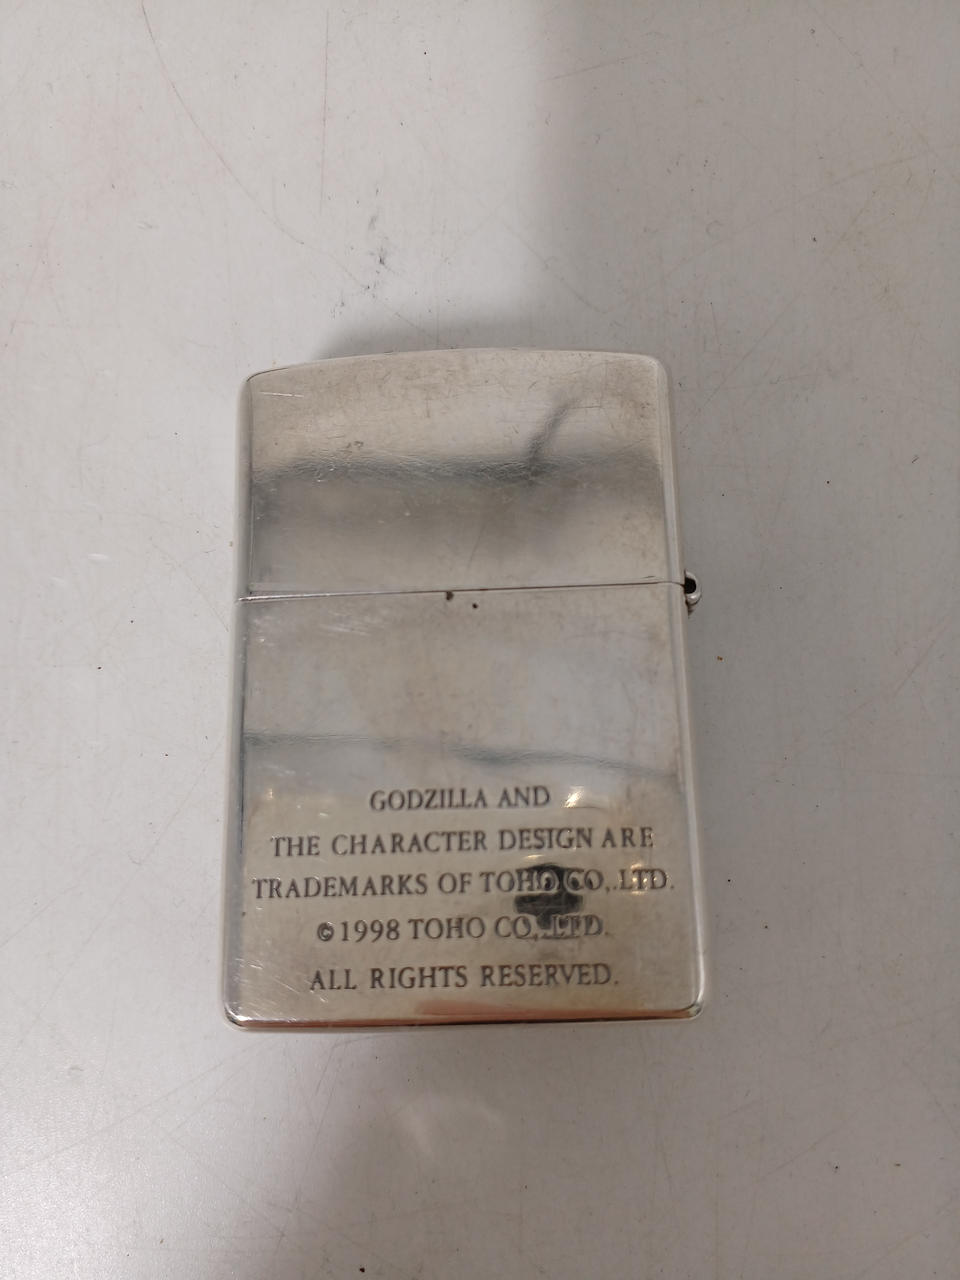 GODZILLA AND
THE CHARACTER DESIGN ARE
TRADEMARKS OF TOHO CO,.LTD.
©1998 TOHO CO,.LTD.
ALL RIGHTS RESERVED.